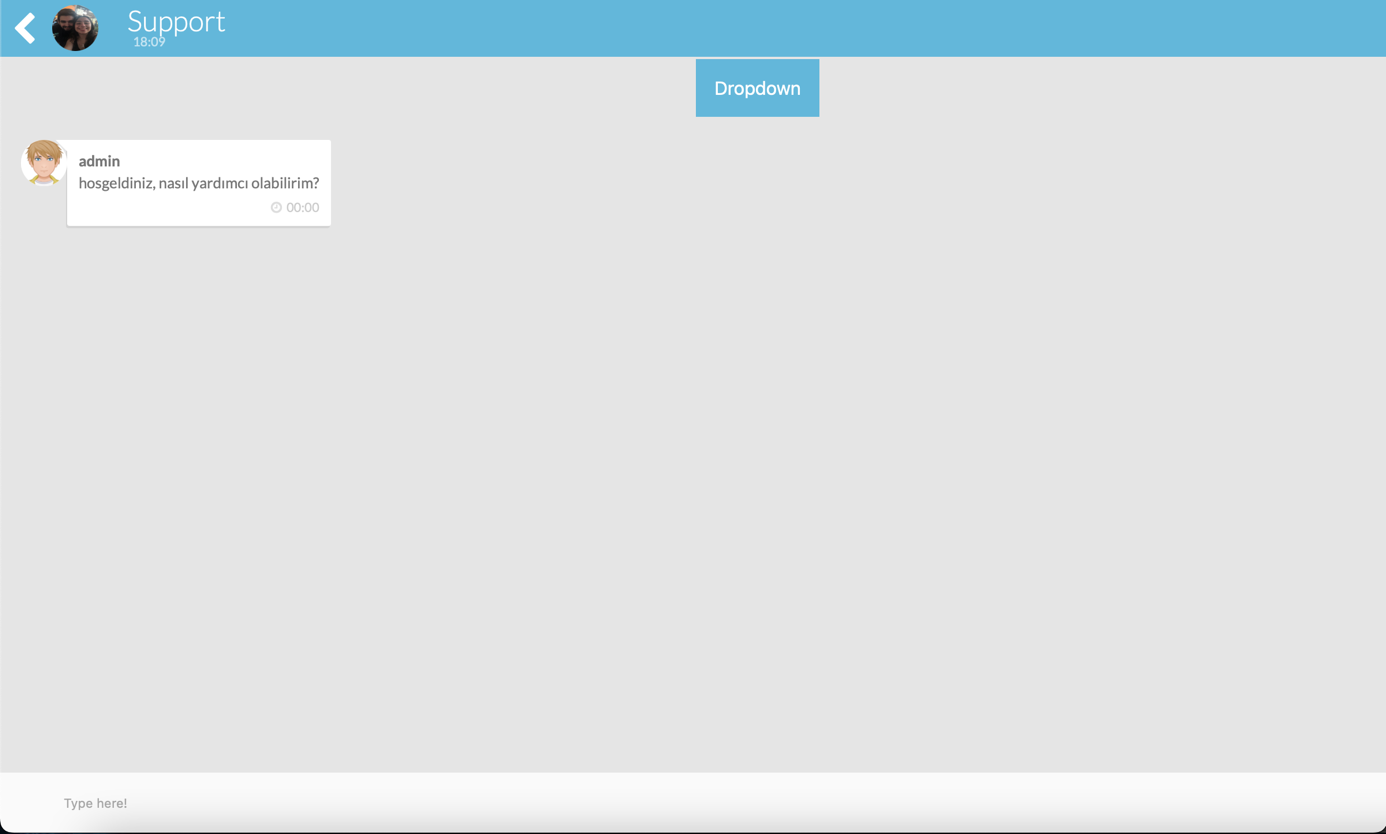 Support
18:09
Dropdown
admin
hosgeldiniz, nasıl yardımcı olabilirim?
00:00
Type here!